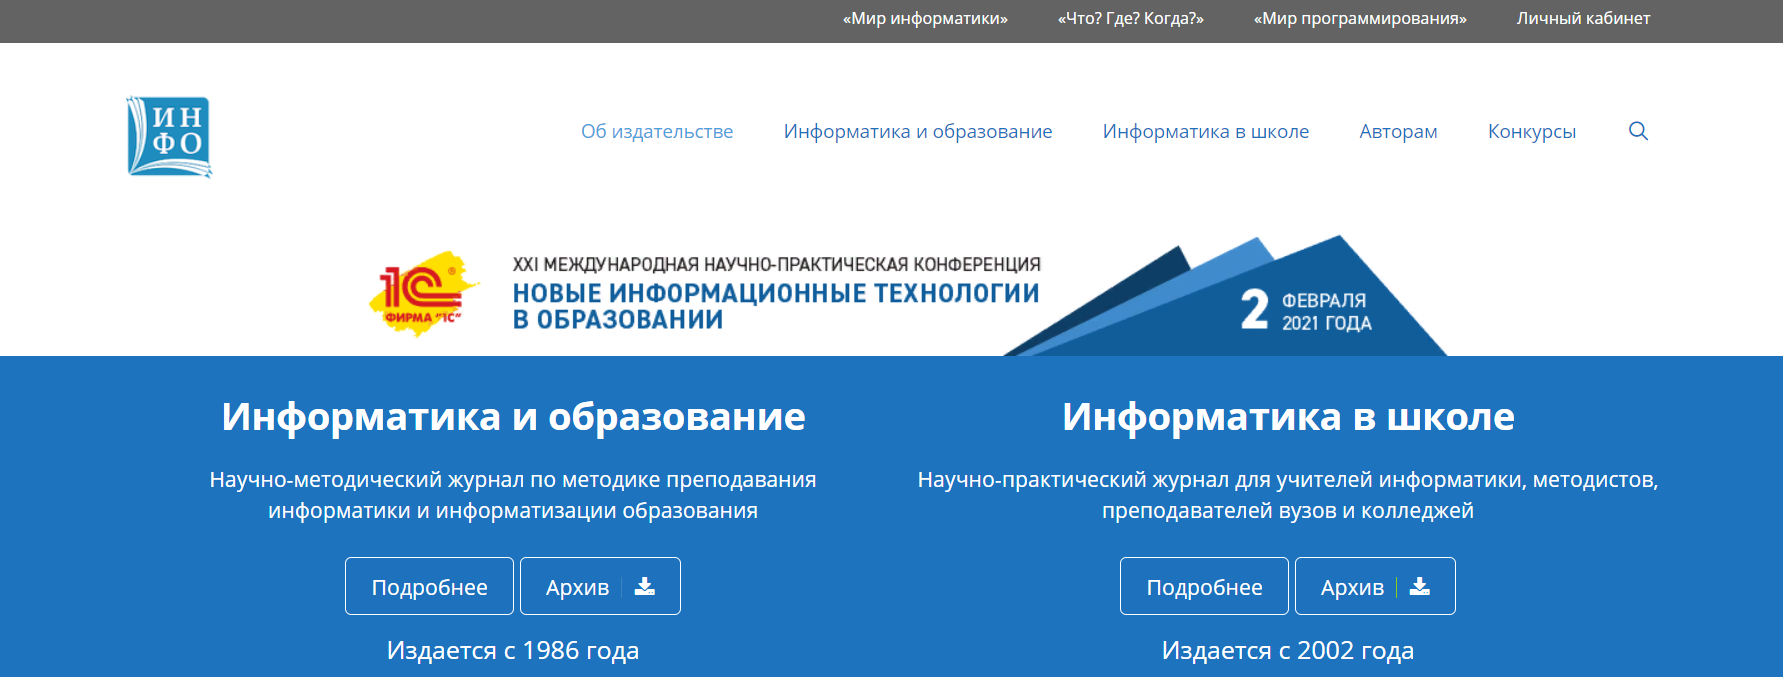 «Мир информатики»
«Что? Где? Когда?»
«Мир программирования»
Личный кабинет
ИН
ФО
Об издательстве
Информатика и образование
Информатика в школе
Авторам
Конкурсы
1С®
ФИРМА "1С"
XXI МЕЖДУНАРОДНАЯ НАУЧНО-ПРАКТИЧЕСКАЯ КОНФЕРЕНЦИЯ
НОВЫЕ ИНФОРМАЦИОННЫЕ ТЕХНОЛОГИИ
В ОБРАЗОВАНИИ
2 ФЕВРАЛЯ
2021 ГОДА
Информатика и образование
Научно-методический журнал по методике преподавания
информатики и информатизации образования
Подробнее
Архив
Издается с 1986 года
Информатика в школе
Научно-практический журнал для учителей информатики, методистов,
преподавателей вузов и колледжей
Подробнее
Архив
Издается с 2002 года